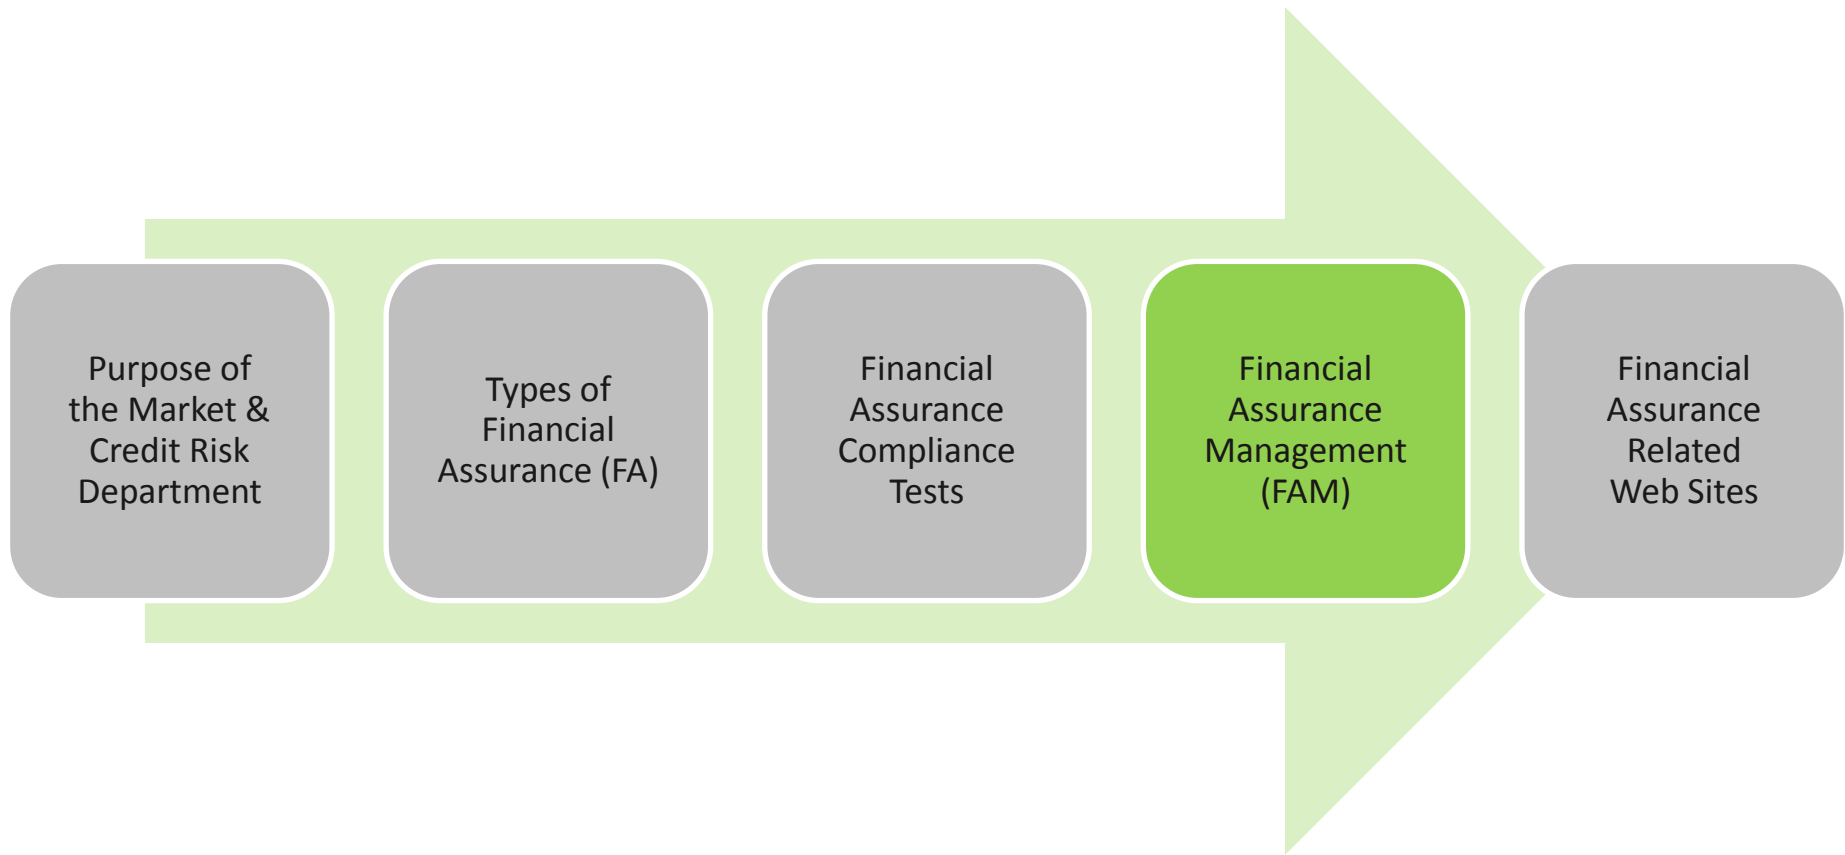 Purpose of
the Market &
Credit Risk
Department
Types of
Financial
Assurance (FA)
Financial
Assurance
Compliance
Tests
Financial
Assurance
Management
(FAM)
Financial
Assurance
Related
Web Sites